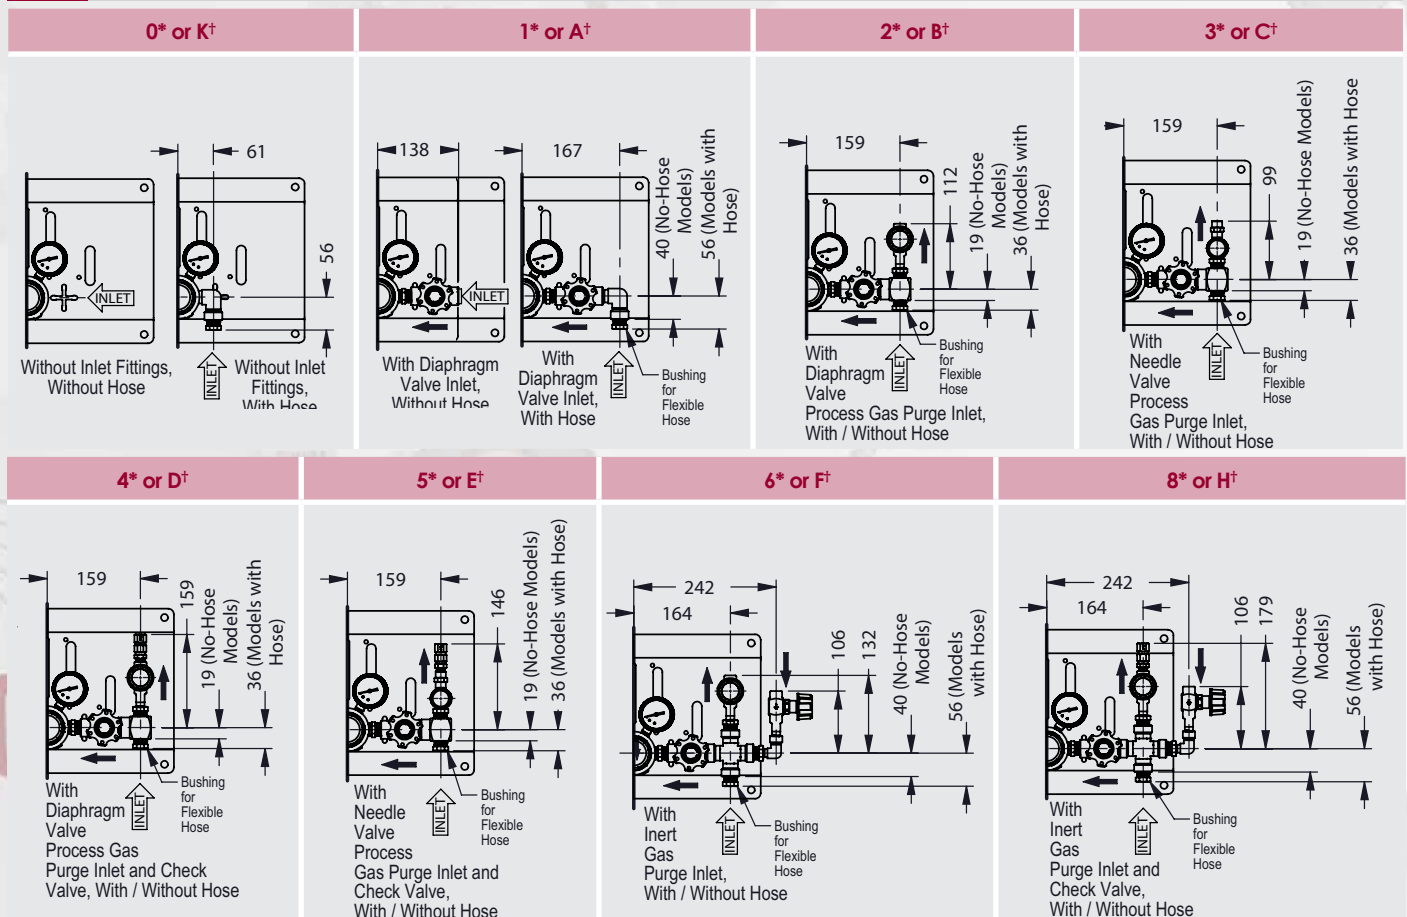 0* or K†
1* or A†
2* or B†
3* or C†
61
56
INLET
Without Inlet Fittings,
Without Hose
INLET
Without Inlet
Fittings,
With Hose
138
INLET
With Diaphragm
Valve Inlet,
Without Hose
167
40 (No-Hose
Models)
56 (Models with
Hose)
INLET
With
Diaphragm
Valve Inlet,
With Hose
Bushing
for
Flexible
Hose
159
112
19 (No-Hose
Models)
36 (Models with
Hose)
INLET
With
Diaphragm
Valve
Process Gas Purge Inlet,
With / Without Hose
Bushing
for
Flexible
Hose
159
99
19 (No-Hose Models)
36 (Models with Hose)
INLET
With
Needle
Valve
Process
Gas Purge Inlet,
With / Without Hose
Bushing
for
Flexible
Hose
4* or D†
5* or E†
6* or F†
8* or H†
159
159
19 (No-Hose
Models)
36 (Models with
Hose)
INLET
With
Diaphragm
Valve
Process Gas
Purge Inlet and Check
Valve, With / Without Hose
Bushing
for
Flexible
Hose
159
146
19 (No-Hose Models)
36 (Models with Hose)
INLET
With
Needle
Valve
Process
Gas Purge Inlet and
Check Valve,
With / Without Hose
Bushing
for
Flexible
Hose
242
164
106
132
40 (No-Hose
Models)
56 (Models
with Hose)
INLET
With
Inert
Gas
Purge Inlet,
With / Without Hose
Bushing
for
Flexible
Hose
242
164
106
179
40 (No-Hose
Models)
56 (Models
with Hose)
INLET
With
Inert
Gas
Purge Inlet and
Check Valve,
With / Without Hose
Bushing
for
Flexible
Hose